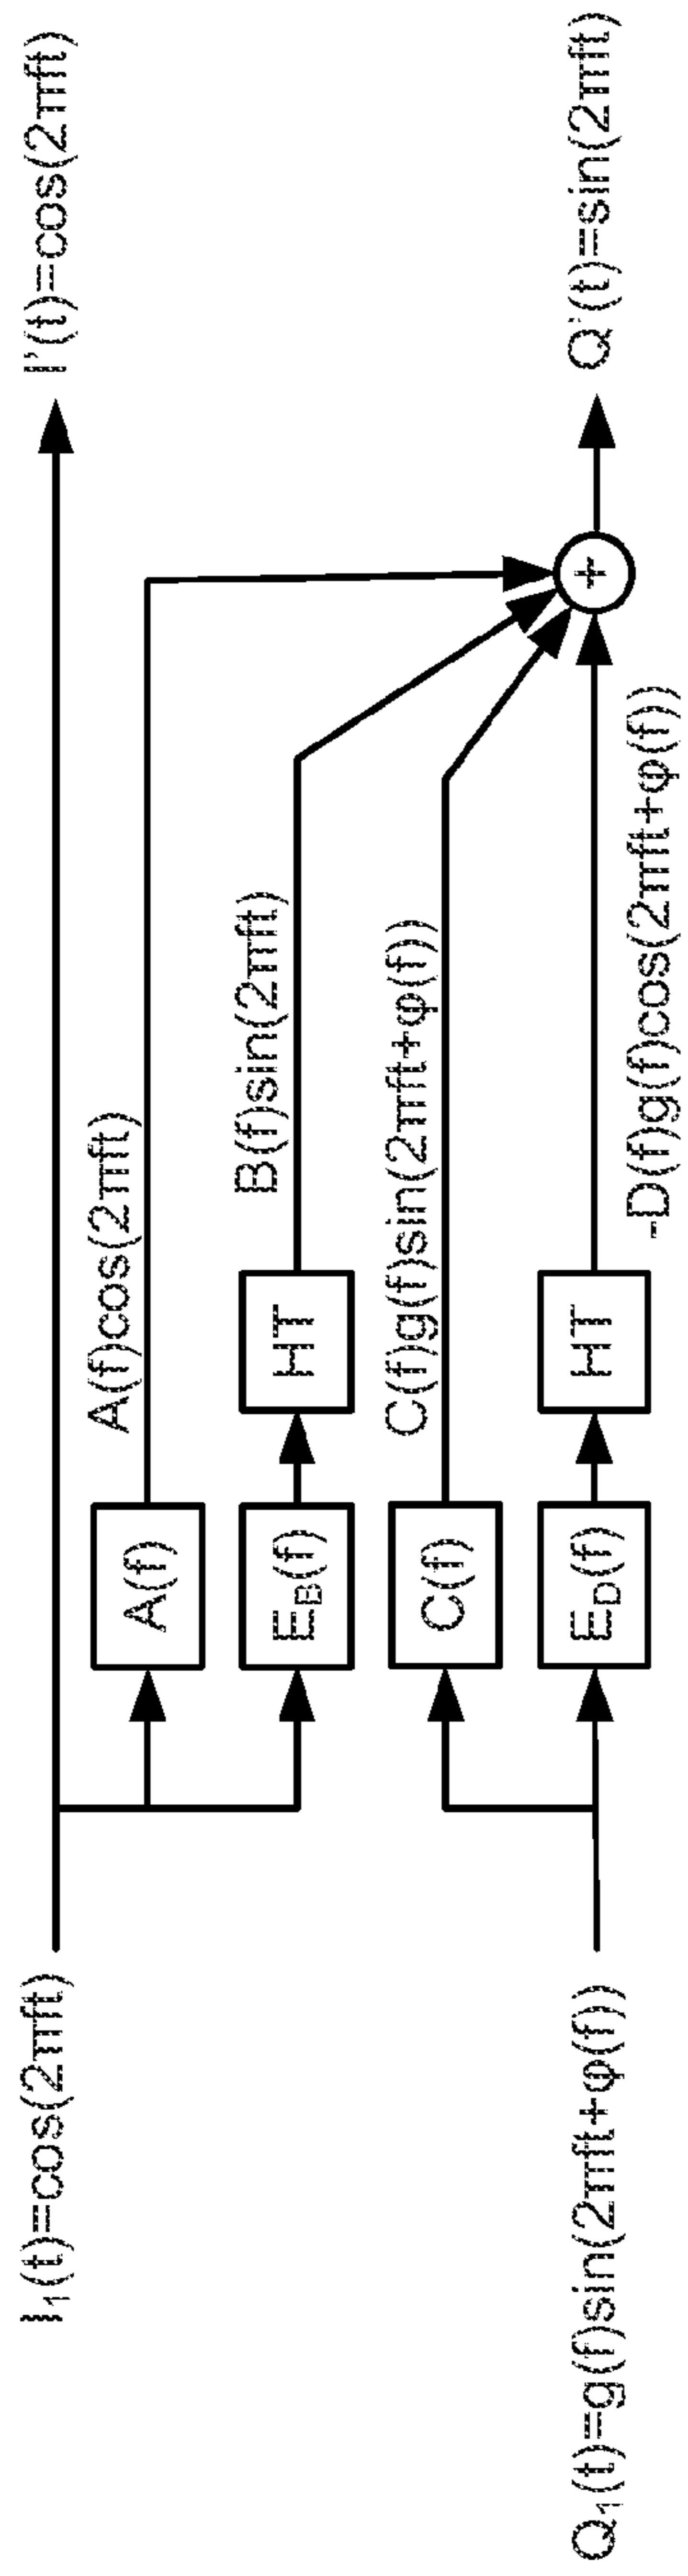 I₁(t)=cos(2πft)
I'(t)=cos(2πft)
A(f)
A(f)cos(2πft)
E_B(f)
HT
B(f)sin(2πft)
C(f)
C(f)g(f)sin(2πft+φ(f))
+
Q₁(t)=g(f)sin(2πft+φ(f))
E_D(f)
HT
-D(f)g(f)cos(2πft+φ(f))
Q'(t)=sin(2πft)